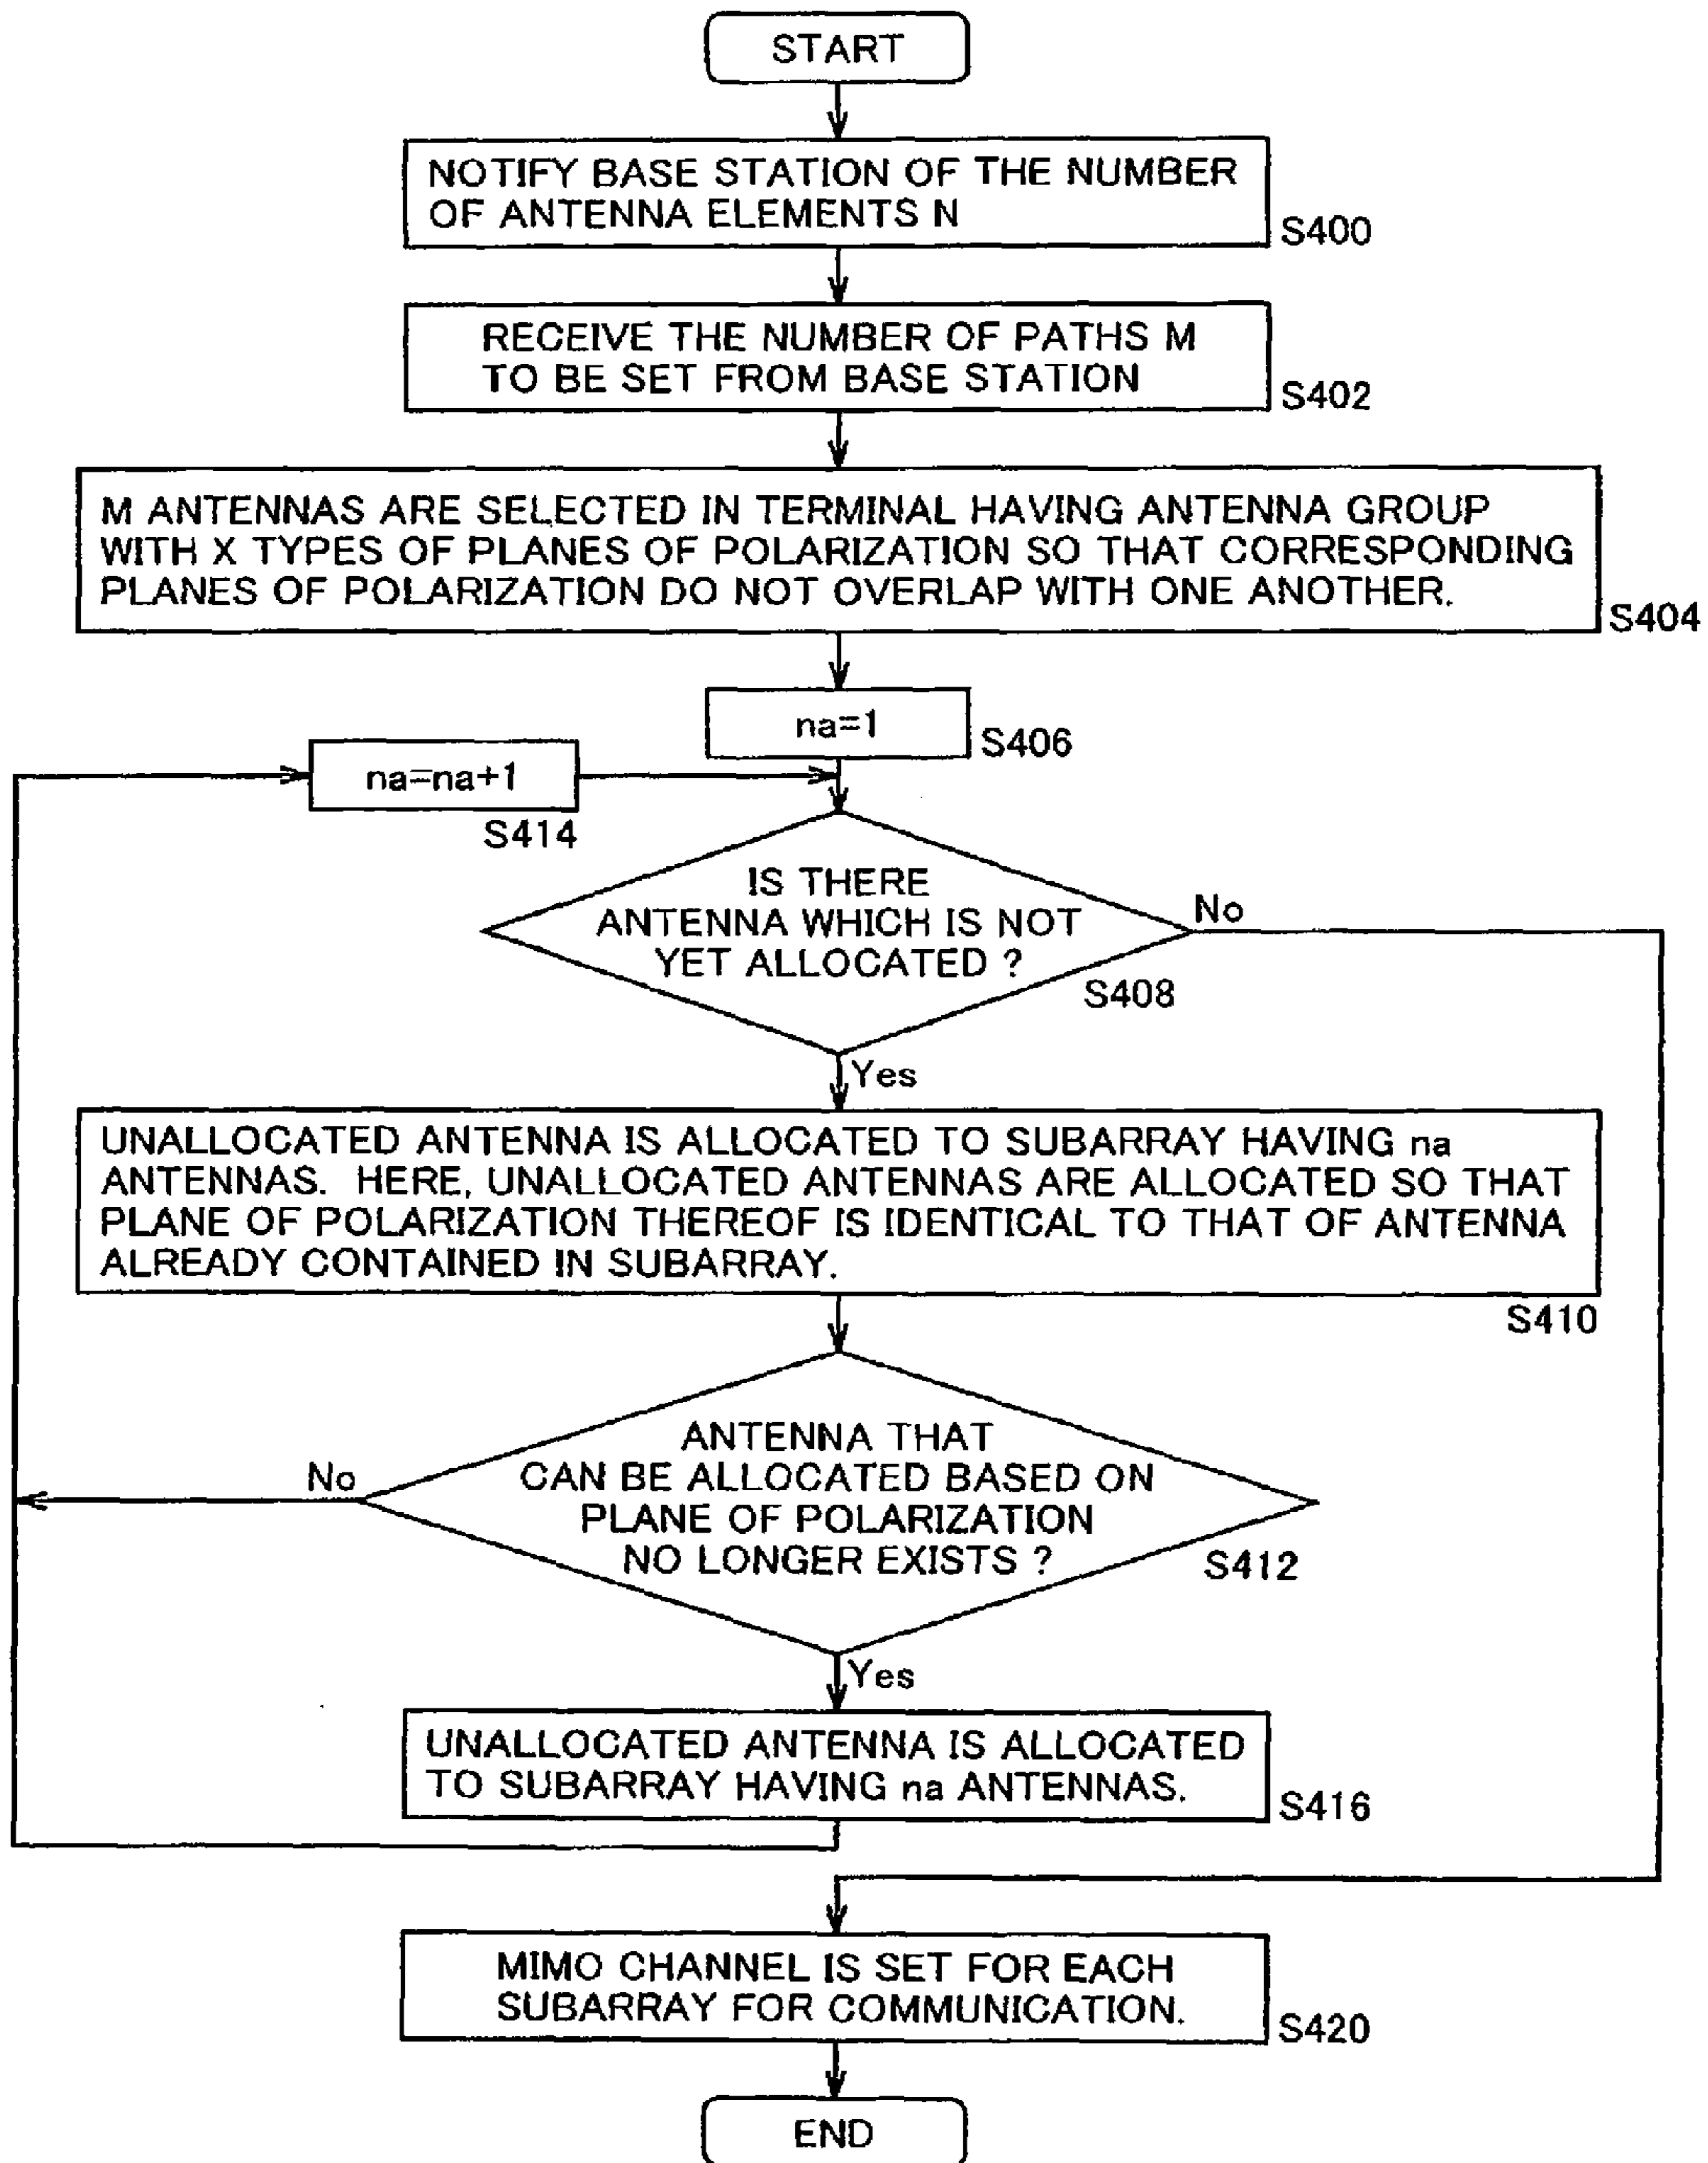 START
NOTIFY BASE STATION OF THE NUMBER
OF ANTENNA ELEMENTS N
S400
RECEIVE THE NUMBER OF PATHS M
TO BE SET FROM BASE STATION
S402
M ANTENNAS ARE SELECTED IN TERMINAL HAVING ANTENNA GROUP
WITH X TYPES OF PLANES OF POLARIZATION SO THAT CORRESPONDING
PLANES OF POLARIZATION DO NOT OVERLAP WITH ONE ANOTHER.
S404
na=1
S406
na=na+1
S414
IS THERE
ANTENNA WHICH IS NOT
YET ALLOCATED ?
S408
No
Yes
UNALLOCATED ANTENNA IS ALLOCATED TO SUBARRAY HAVING na
ANTENNAS. HERE, UNALLOCATED ANTENNAS ARE ALLOCATED SO THAT
PLANE OF POLARIZATION THEREOF IS IDENTICAL TO THAT OF ANTENNA
ALREADY CONTAINED IN SUBARRAY.
S410
ANTENNA THAT
CAN BE ALLOCATED BASED ON
PLANE OF POLARIZATION
NO LONGER EXISTS ?
S412
No
Yes
UNALLOCATED ANTENNA IS ALLOCATED
TO SUBARRAY HAVING na ANTENNAS.
S416
MIMO CHANNEL IS SET FOR EACH
SUBARRAY FOR COMMUNICATION.
S420
END